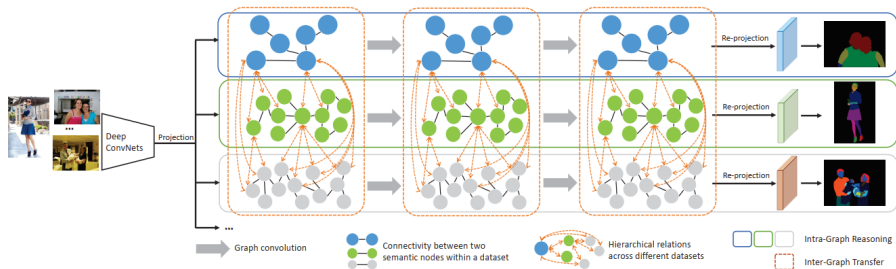 Re-projection
...
Deep
ConvNets
Projection
Re-projection
Re-projection
...
Graph convolution
Connectivity between two
semantic nodes within a dataset
Hierarchical relations
across different datasets
Intra-Graph Reasoning
Inter-Graph Transfer